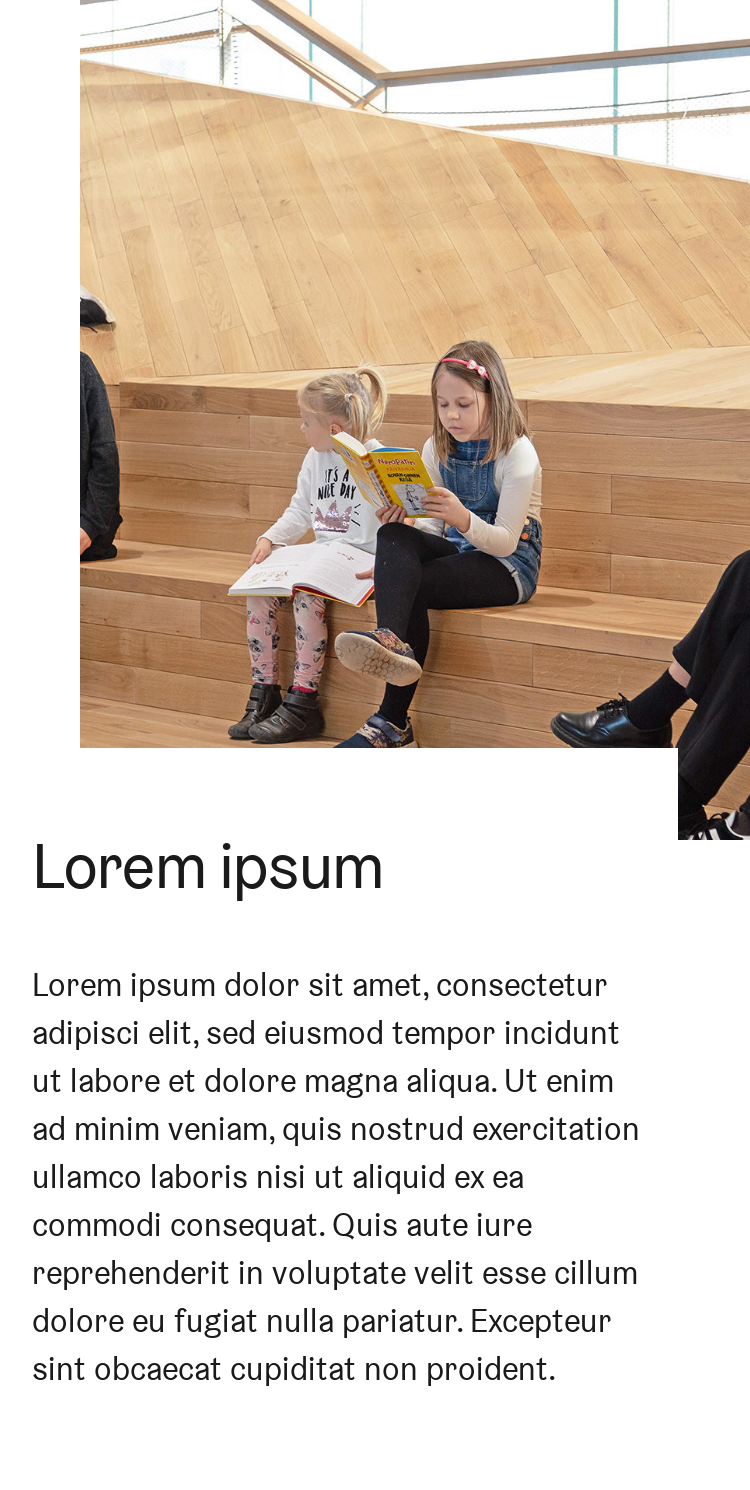 IT'S A
NICE DAY
Lorem ipsum
Lorem ipsum dolor sit amet, consectetur
adipisci elit, sed eiusmod tempor incidunt
ut labore et dolore magna aliqua. Ut enim
ad minim veniam, quis nostrud exercitation
ullamco laboris nisi ut aliquid ex ea
commodi consequat. Quis aute iure
reprehenderit in voluptate velit esse cillum
dolore eu fugiat nulla pariatur. Excepteur
sint obcaecat cupiditat non proident.